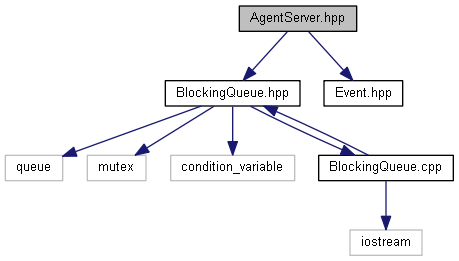 AgentServer.hpp
BlockingQueue.hpp
Event.hpp
queue
mutex
condition_variable
BlockingQueue.cpp
iostream